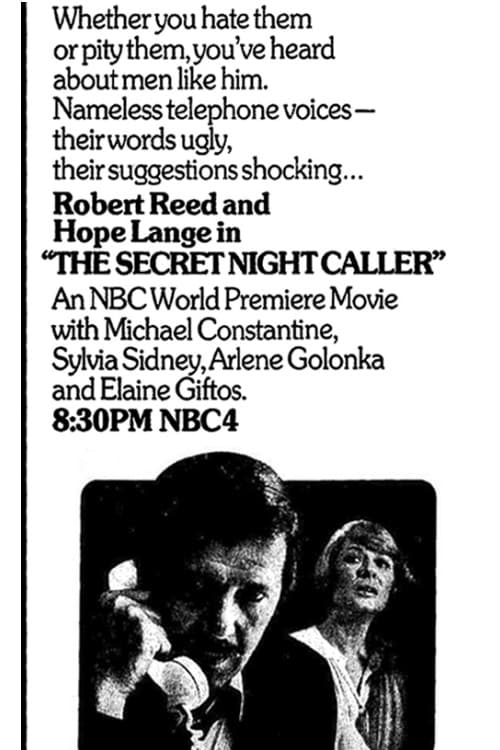 Whether you hate them
or pity them, you've heard
about men like him.
Nameless telephone voices—
their words ugly,
their suggestions shocking...
Robert Reed and
Hope Lange in
“THE SECRET NIGHT CALLER”
An NBC World Premiere Movie
with Michael Constantine,
Sylvia Sidney, Arlene Golonka
and Elaine Giftos.
8:30PM NBC4